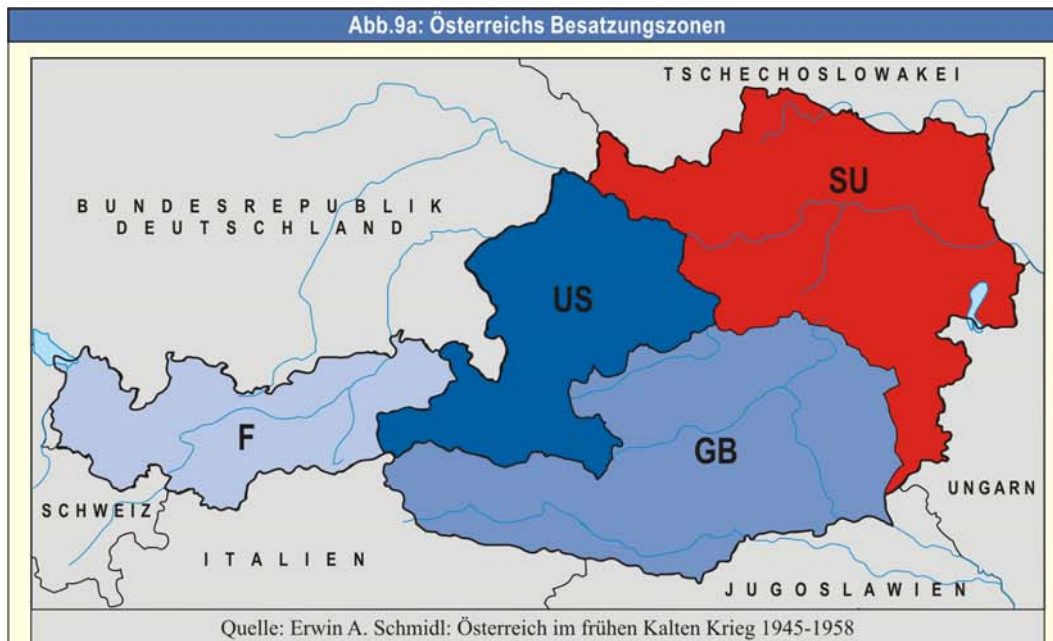 Abb.9a: Österreichs Besatzungszonen
TSCHECHOSLOWAKEI
SU
BUNDESREPUBLIK
DEUTSCHLAND
US
F
GB
UNGARN
SCHWEIZ
ITALIEN
JUGOSLAWIEN
Quelle: Erwin A. Schmidl: Österreich im frühen Kalten Krieg 1945-1958